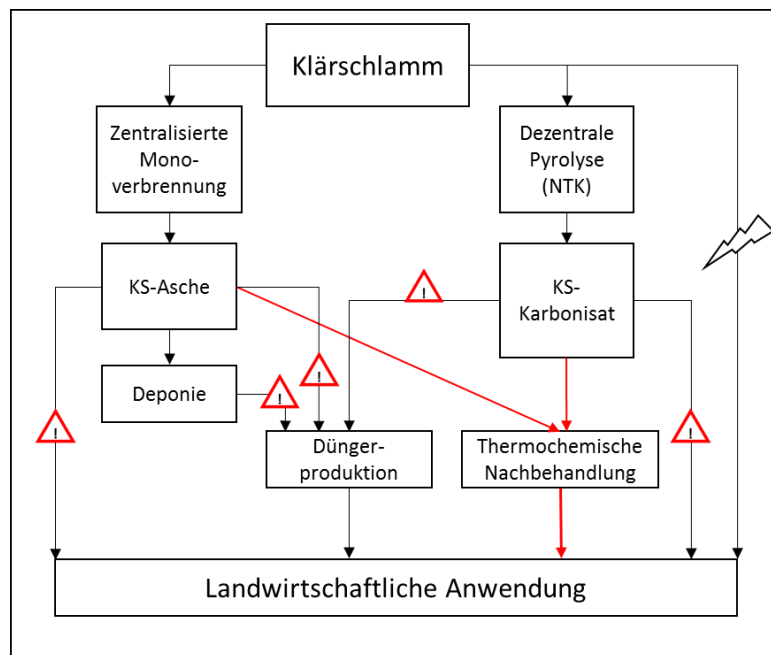 Klärschlamm
Zentralisierte
Mono-
verbrennung
Dezentrale
Pyrolyse
(NTK)
KS-Asche
KS-
Karbonisat
!
!
!
Deponie
!
!
!
Dünger-
produktion
Thermochemische
Nachbehandlung
Landwirtschaftliche Anwendung